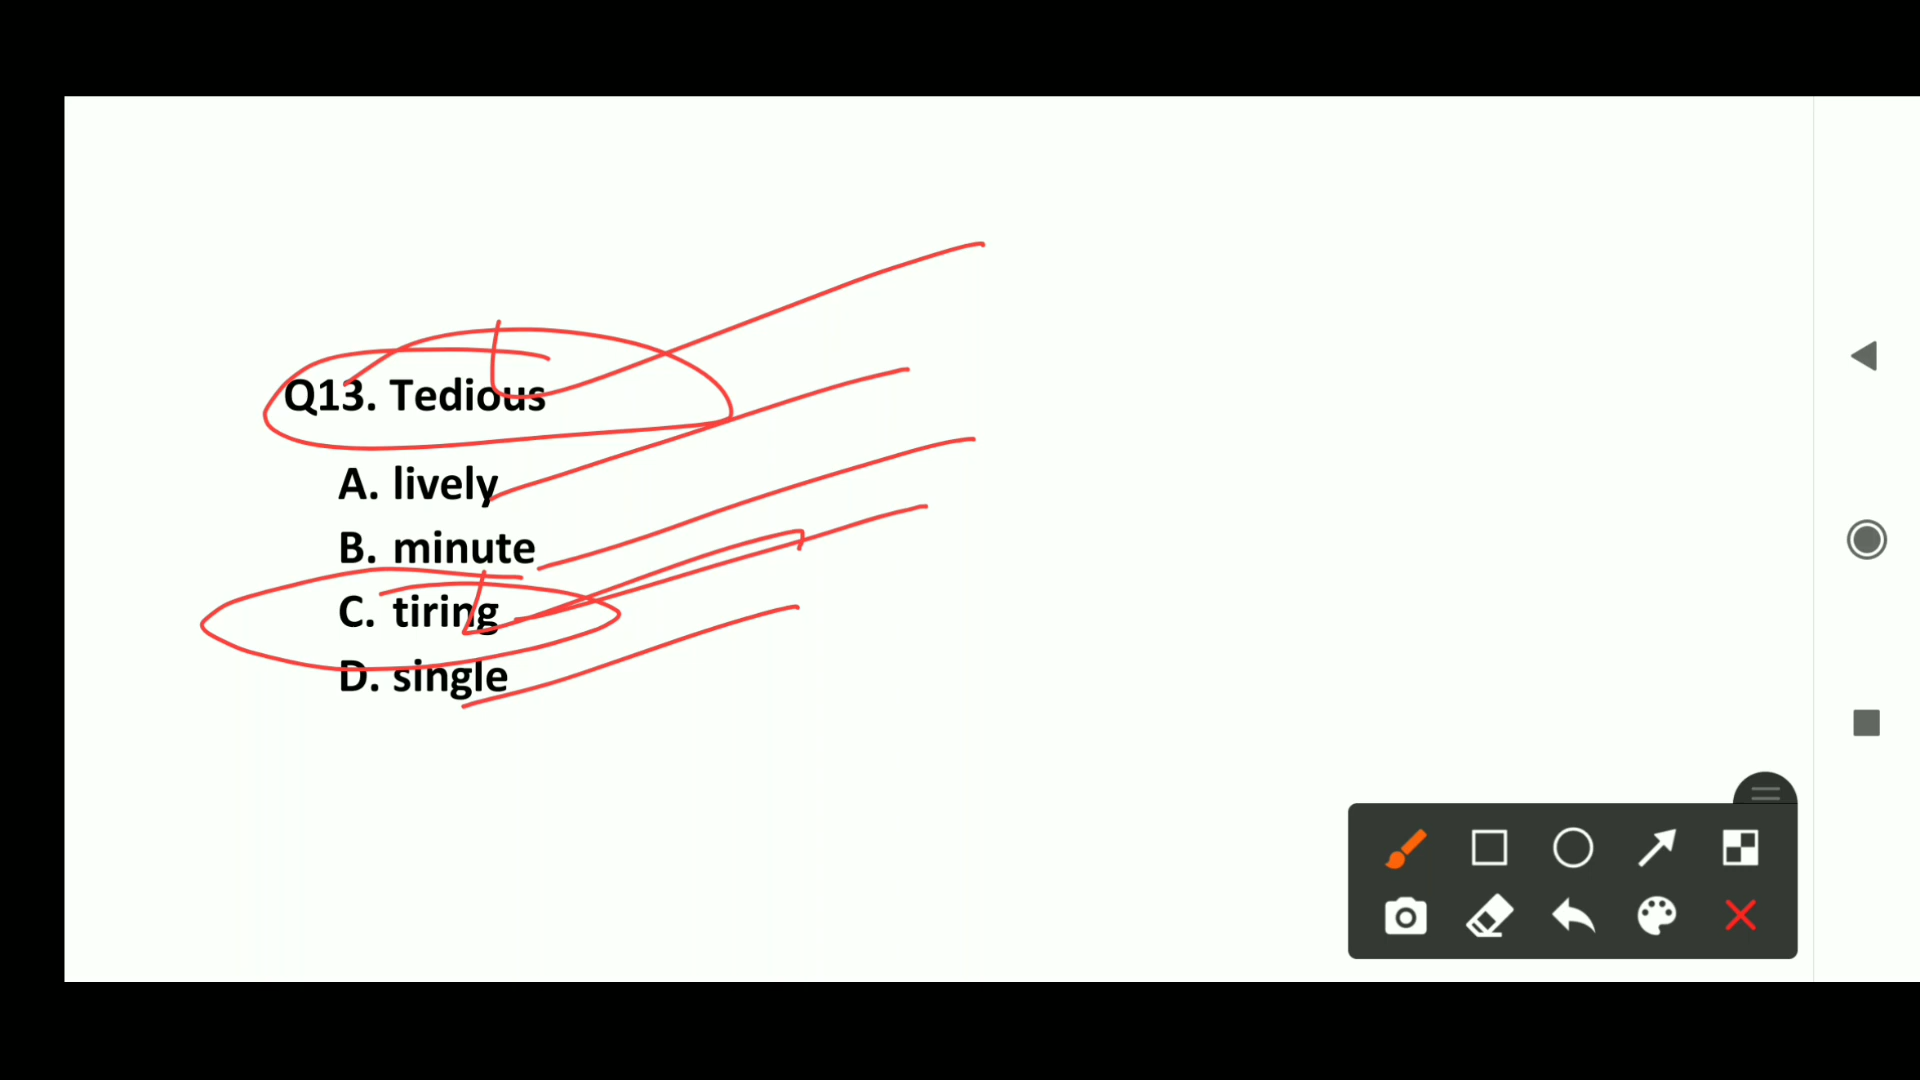 Q13. Tedious
A. lively
B. minute
C. tiring
D. single